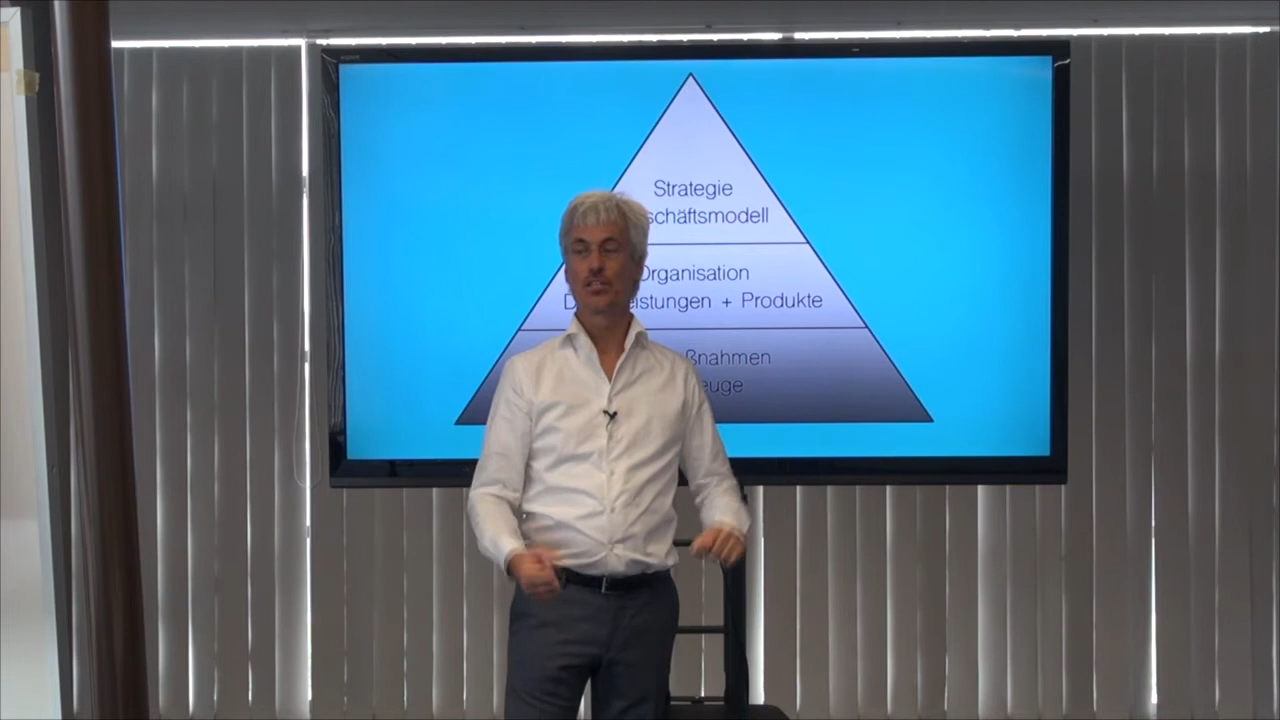 Strategie
schäftsmodell
Organisation
leistungen + Produkte
ßnahmen
euge